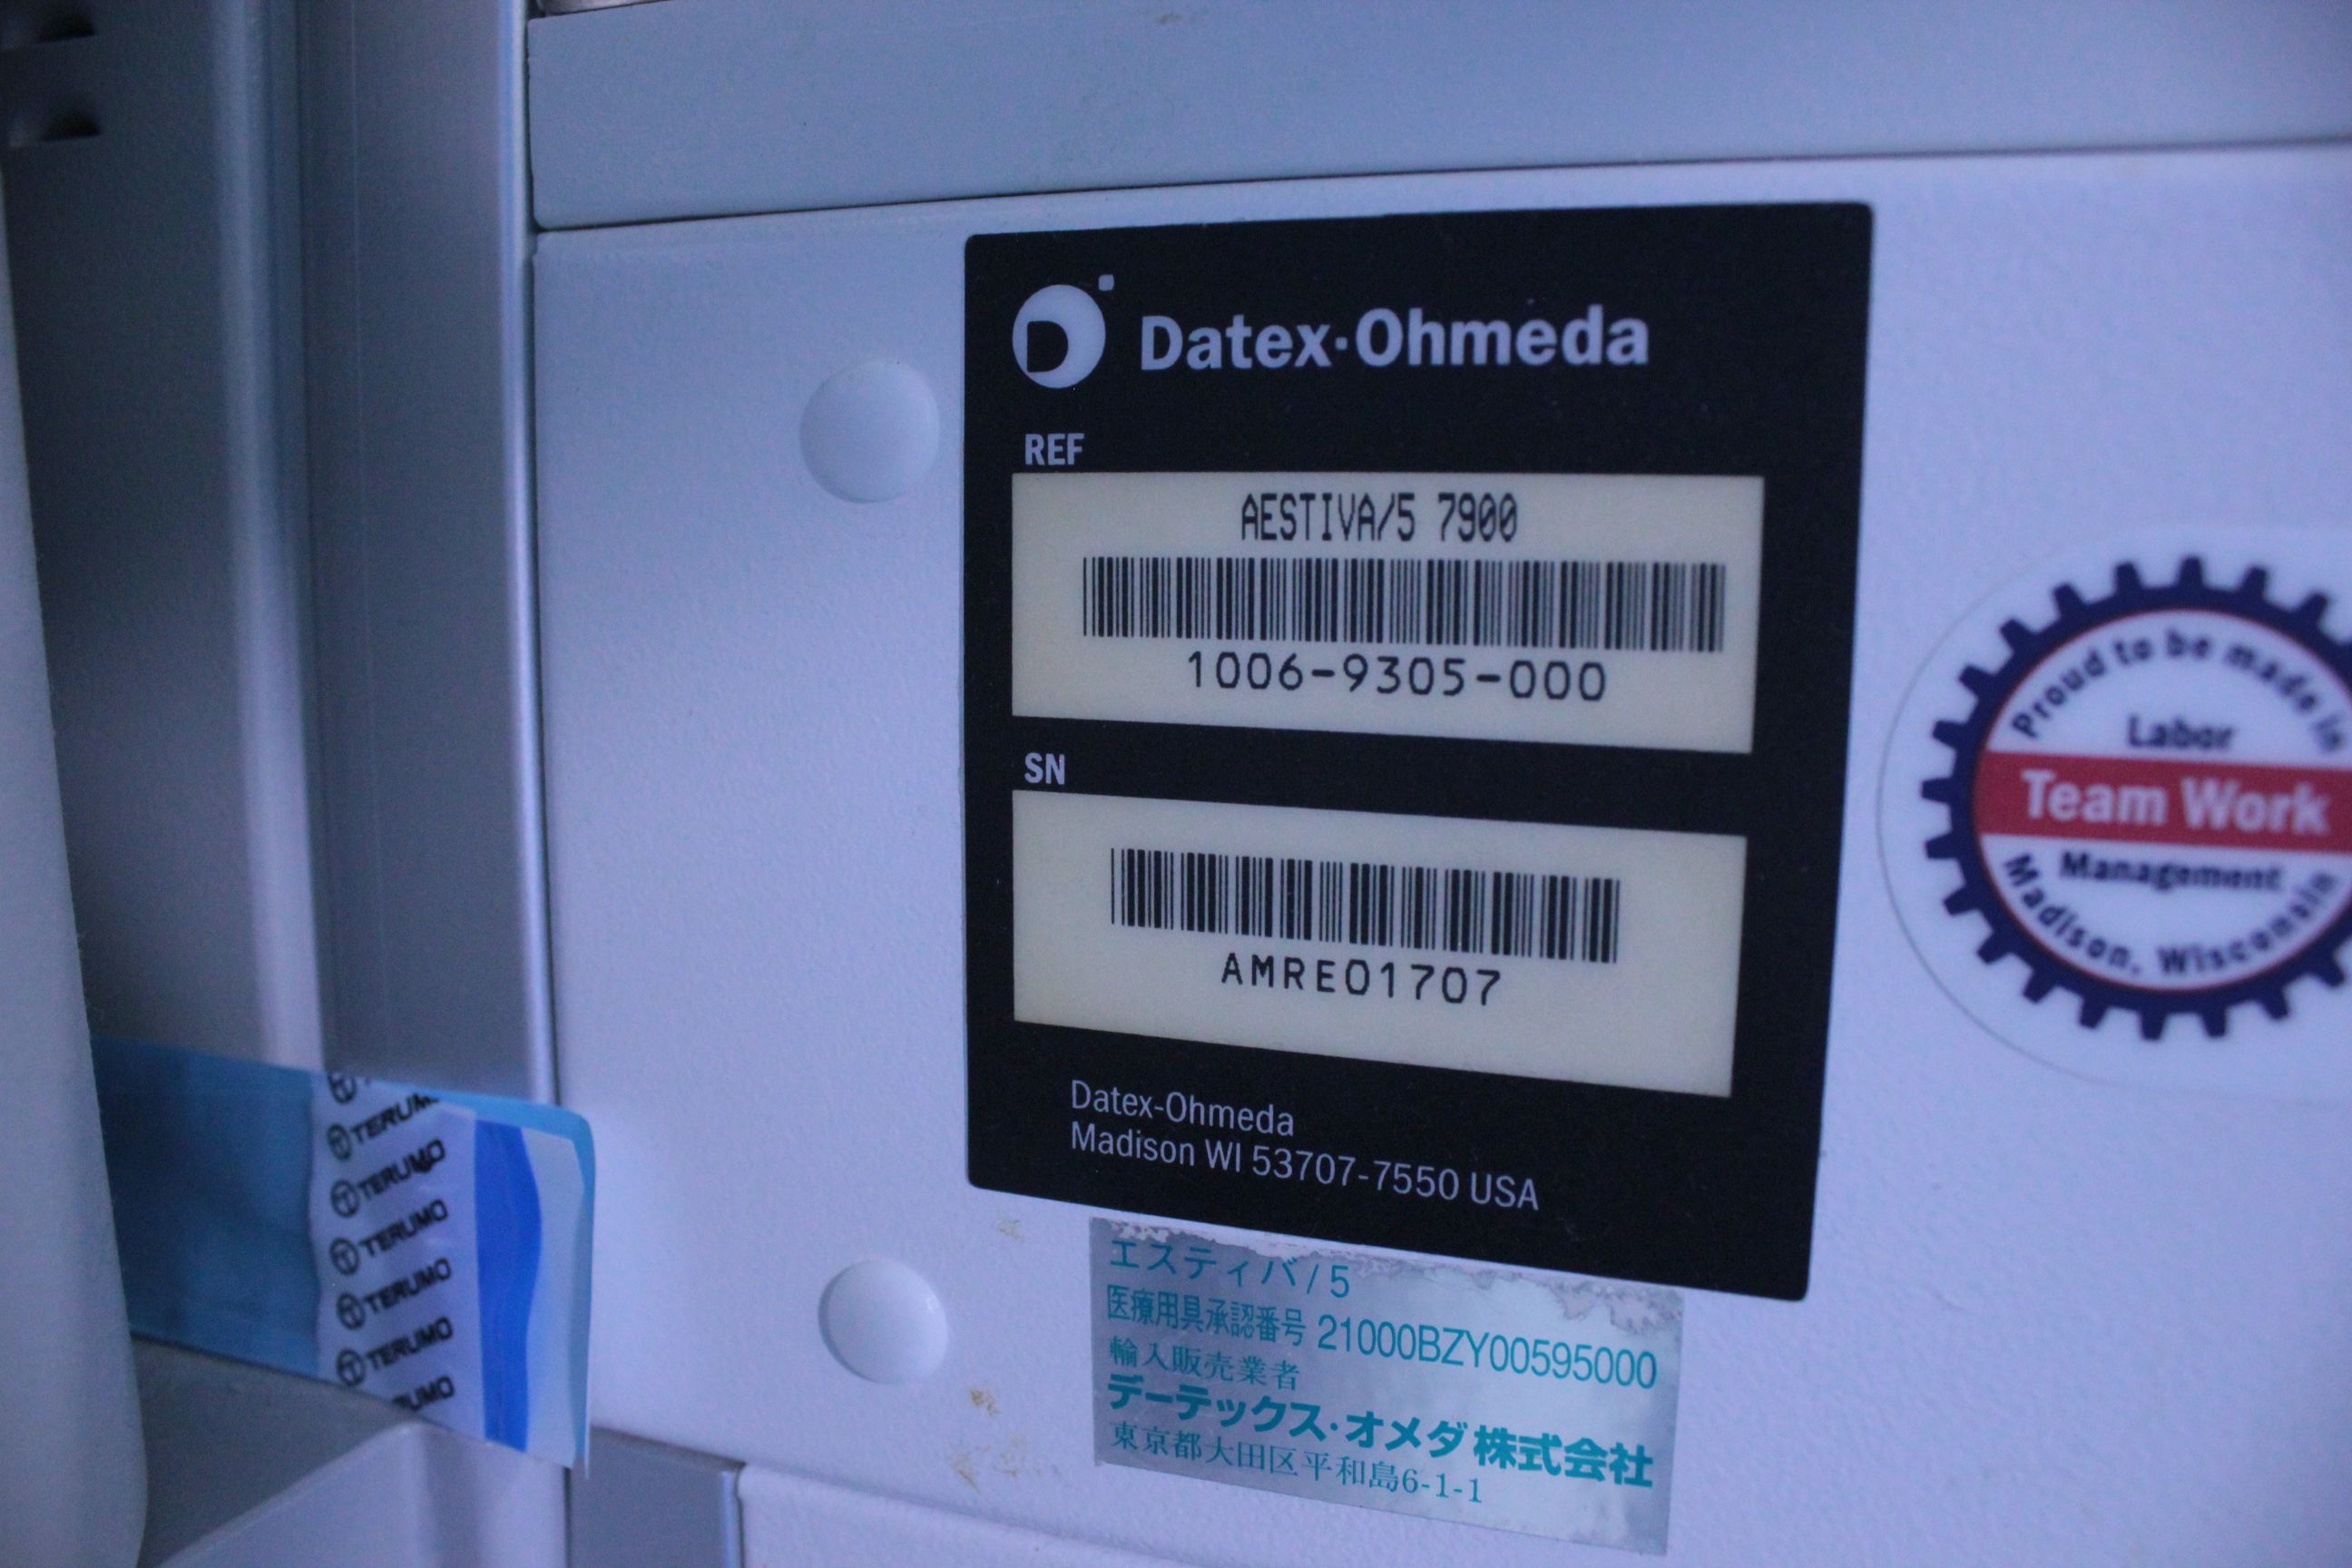 Datex-Ohmeda
REF
AESTIVA/5 7900
1006-9305-000
SN
AMRE01707
Datex-Ohmeda
Madison WI 53707-7550 USA
エスティバ/5
医療用具承認番号 21000BZY00595000
輸入販売業者
データックス・オメダ株式会社
東京都大田区平和島6-1-1
Proud to be made in
Labor
Team Work
Management
Madison, Wisconsin
TERUMO
TERUMO
TERUMO
TERUMO
TERUMO